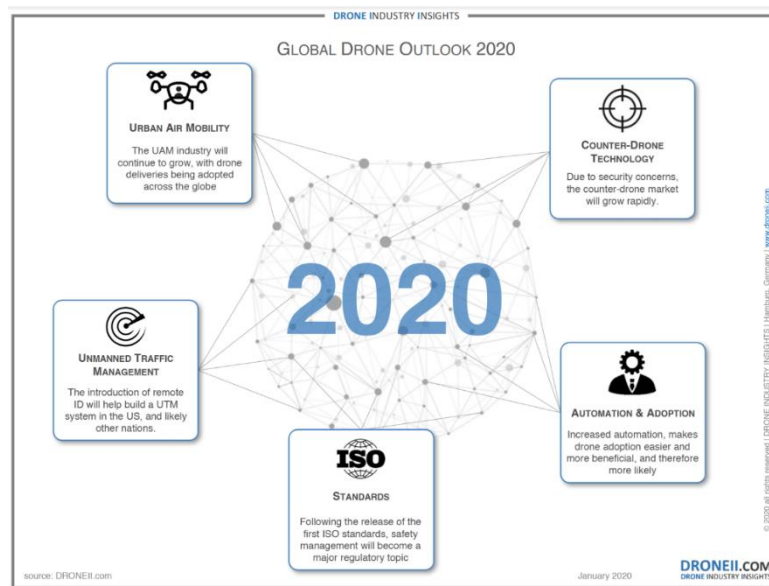 DRONE INDUSTRY INSIGHTS
GLOBAL DRONE OUTLOOK 2020
URBAN AIR MOBILITY
The UAM industry will
continue to grow, with drone
deliveries being adopted
across the globe
COUNTER-DRONE
TECHNOLOGY
Due to security concerns,
the counter-drone market
will grow rapidly.
2020
UNMANNED TRAFFIC
MANAGEMENT
The introduction of remote
ID will help build a UTM
system in the US, and likely
other nations.
AUTOMATION & ADOPTION
Increased automation, makes
drone adoption easier and
more beneficial, and therefore
more likely
ISO
STANDARDS
Following the release of the
first ISO standards, safety
management will become a
major regulatory topic
source: DRONEII.com
January 2020
DRONEII.COM
DRONE INDUSTRY INSIGHTS
© 2020 all rights reserved | DRONE INDUSTRY INSIGHTS | Hamburg, Germany | www.droneii.com